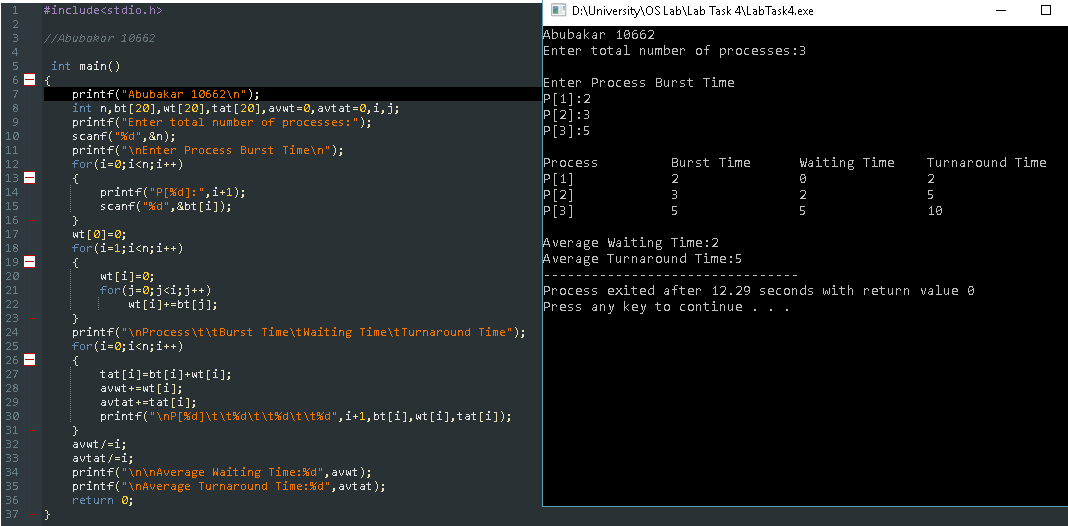 1 #include<stdio.h>
2
3 //Abubakar 10662
4
5 int main()
6 {
7 printf("Abubakar 10662\n");
8 int n,bt[20],wt[20],tat[20],avwt=0,avtat=0,i,j;
9 printf("Enter total number of processes:");
10 scanf("%d",&n);
11 printf("\nEnter Process Burst Time\n");
12 for(i=0;i<n;i++)
13 {
14 printf("P[%d]:",i+1);
15 scanf("%d",&bt[i]);
16 }
17 wt[0]=0;
18 for(i=1;i<n;i++)
19 {
20 wt[i]=0;
21 for(j=0;j<i;j++)
22 wt[i]+=bt[j];
23 }
24 printf("\nProcess\t\tBurst Time\tWaiting Time\tTurnaround Time");
25 for(i=0;i<n;i++)
26 {
27 tat[i]=bt[i]+wt[i];
28 avwt+=wt[i];
29 avtat+=tat[i];
30 printf("\nP[%d]\t\t%d\t\t%d\t\t%d",i+1,bt[i],wt[i],tat[i]);
31 }
32 avwt/=i;
33 avtat/=i;
34 printf("\n\nAverage Waiting Time:%d",avwt);
35 printf("\nAverage Turnaround Time:%d",avtat);
36 return 0;
37 }
D:\University\OS Lab\Lab Task 4\LabTask4.exe
Abubakar 10662
Enter total number of processes:3
Enter Process Burst Time
P[1]:2
P[2]:3
P[3]:5
Process Burst Time Waiting Time Turnaround Time
P[1] 2 0 2
P[2] 3 2 5
P[3] 5 5 10
Average Waiting Time:2
Average Turnaround Time:5
--------------------------------
Process exited after 12.29 seconds with return value 0
Press any key to continue . . .